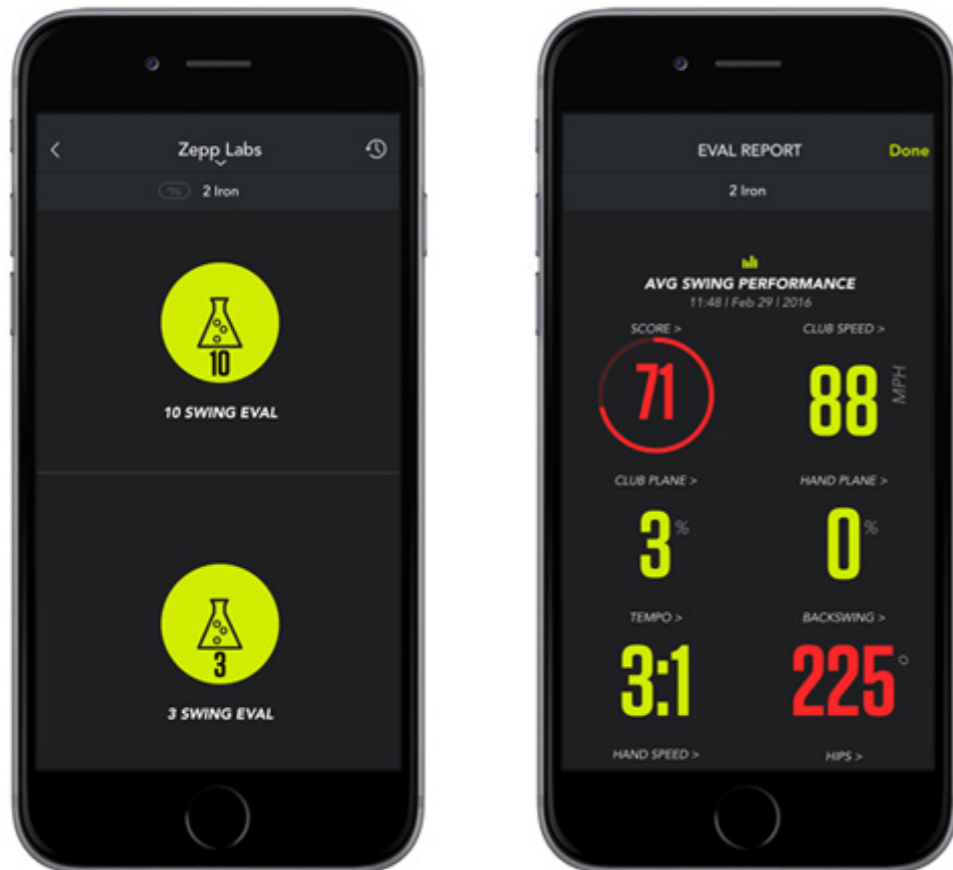 Zepp Labs
% 2 Iron
10
10 SWING EVAL
3
3 SWING EVAL
EVAL REPORT Done
2 Iron
AVG SWING PERFORMANCE
11:48 | Feb 29 | 2016
SCORE > CLUB SPEED >
71 88 MPH
CLUB PLANE > HAND PLANE >
3% 0%
TEMPO > BACKSWING >
3:1 225°
HAND SPEED > HIPS >